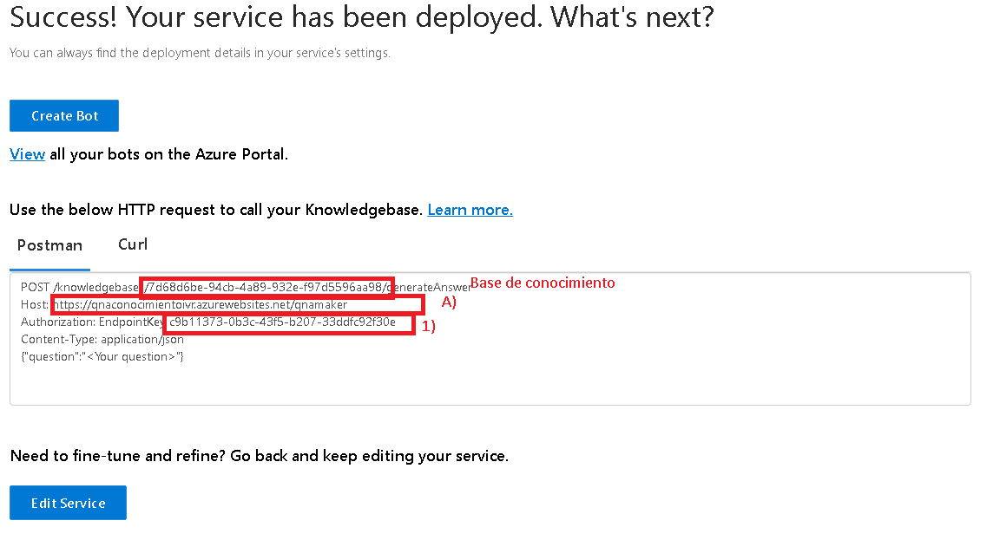 Success! Your service has been deployed. What's next?
You can always find the deployment details in your service's settings.
Create Bot
View all your bots on the Azure Portal.
Use the below HTTP request to call your Knowledgebase. Learn more.
Postman Curl
POST /knowledgebases/7d68d6be-94cb-4a89-932e-f97d5596aa98/generateAnswer Base de conocimiento
Host: https://qnaconocimientoivr.azurewebsites.net/qnamaker A)
Authorization: EndpointKey c9b11373-0b3c-43f5-b207-33ddfc92f30e 1)
Content-Type: application/json
{"question":"<Your question>"}
Need to fine-tune and refine? Go back and keep editing your service.
Edit Service